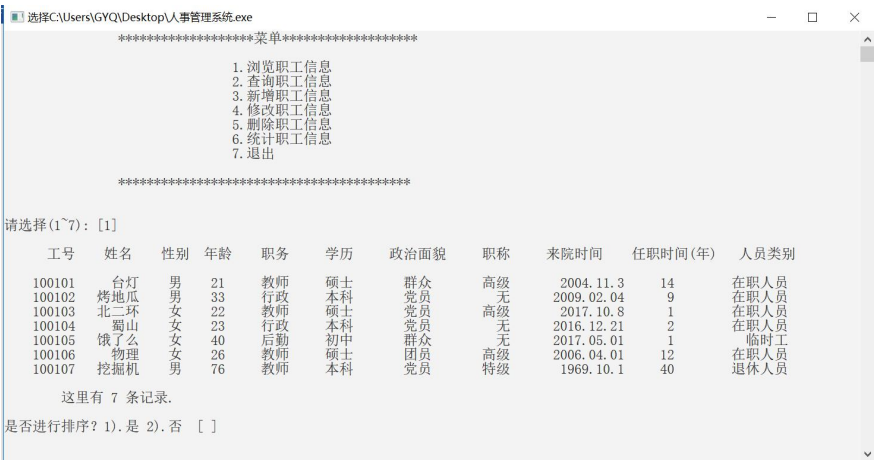 选择C:\Users\GYQ\Desktop\人事管理系统.exe
*******************菜单*******************
1.浏览职工信息
2.查询职工信息
3.新增职工信息
4.修改职工信息
5.删除职工信息
6.统计职工信息
7.退出
*****************************************
请选择(1~7): [1]
工号 姓名 性别 年龄 职务 学历 政治面貌 职称 来院时间 任职时间(年) 人员类别
100101 台灯 男 21 教师 硕士 群众 高级 2004.11.3 14 在职人员
100102 烤地瓜 男 33 行政 本科 党员 无 2009.02.04 9 在职人员
100103 北二环 女 22 教师 硕士 党员 高级 2017.10.8 1 在职人员
100104 蜀山 女 23 行政 本科 党员 无 2016.12.21 2 在职人员
100105 饿了么 女 40 后勤 初中 群众 无 2017.05.01 1 临时工
100106 物理 女 26 教师 硕士 团员 高级 2006.04.01 12 在职人员
100107 挖掘机 男 76 教师 本科 党员 特级 1969.10.1 40 退休人员
这里有 7 条记录.
是否进行排序? 1).是 2).否 [ ]